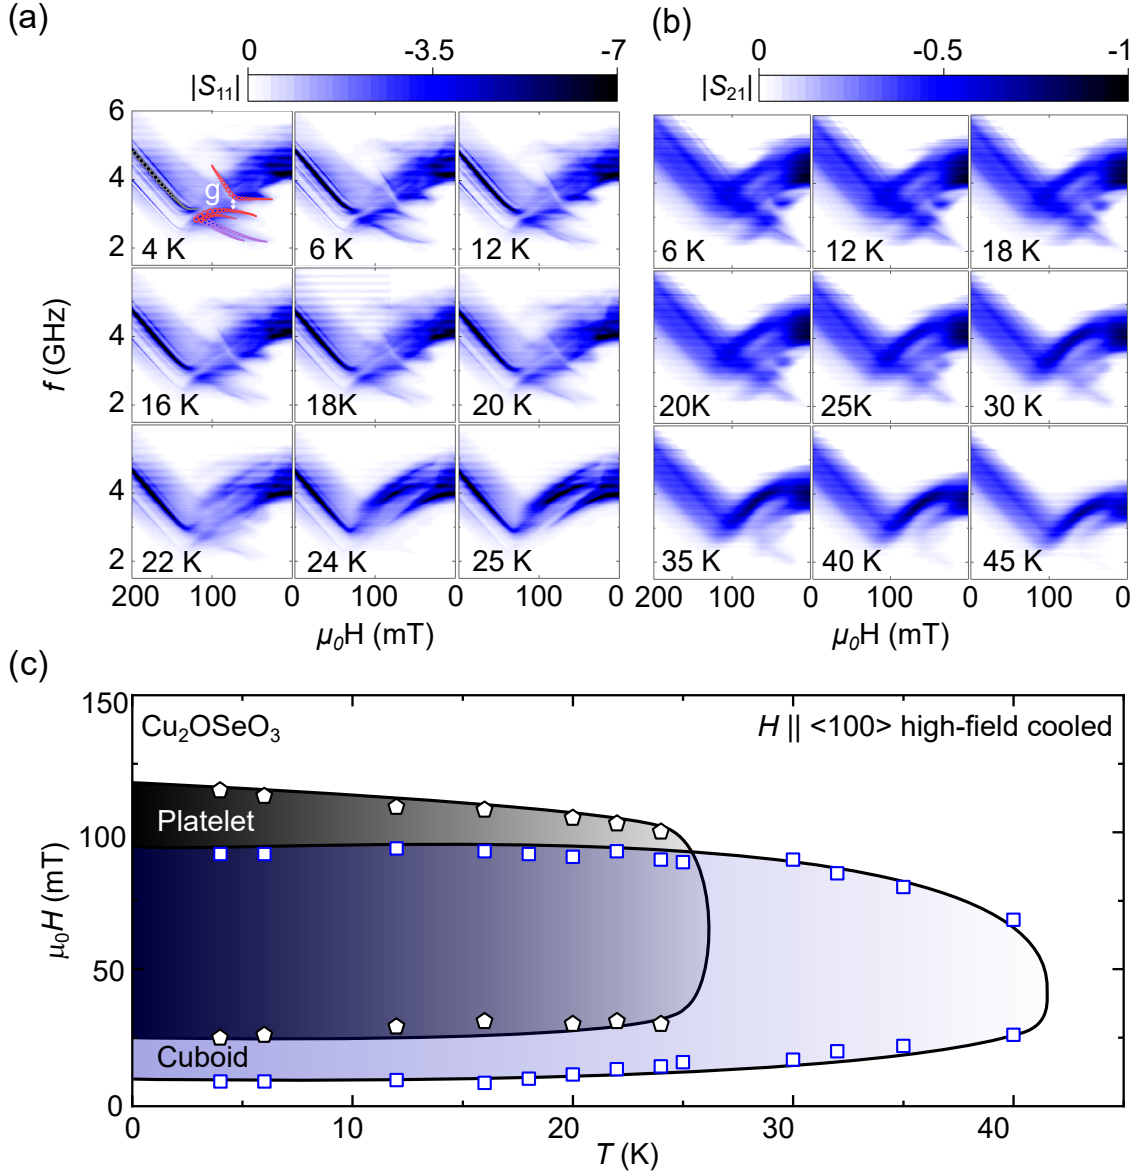 (a)
(b)
0 -3.5 -7
0 -0.5 -1
|S11|
|S21|
6
4
2
4 K
6 K
12 K
6 K
12 K
18 K
f (GHz)
4
2
16 K
18K
20 K
20K
25K
30 K
4
2
22 K
24 K
25 K
35 K
40 K
45 K
g
200 100 0 100 0 100 0
200 100 0 100 0 100 0
μ0H (mT)
μ0H (mT)
(c)
150
100
50
0
μ0H (mT)
Cu2OSeO3
H || <100> high-field cooled
Platelet
Cuboid
0 10 20 30 40
T (K)